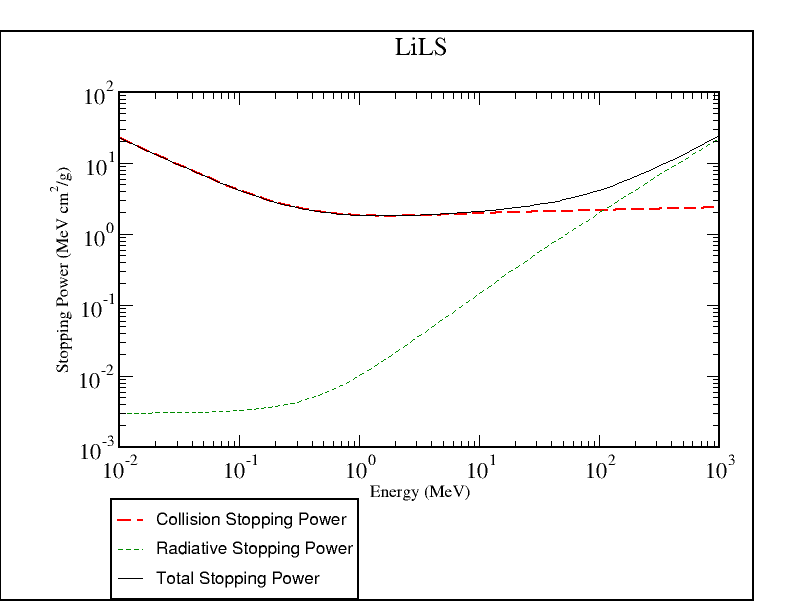 LiLS
10^2
10^1
10^0
10^-1
10^-2
10^-3
Stopping Power (MeV cm^2/g)
10^-2 10^-1 10^0 10^1 10^2 10^3
Energy (MeV)
Collision Stopping Power
Radiative Stopping Power
Total Stopping Power